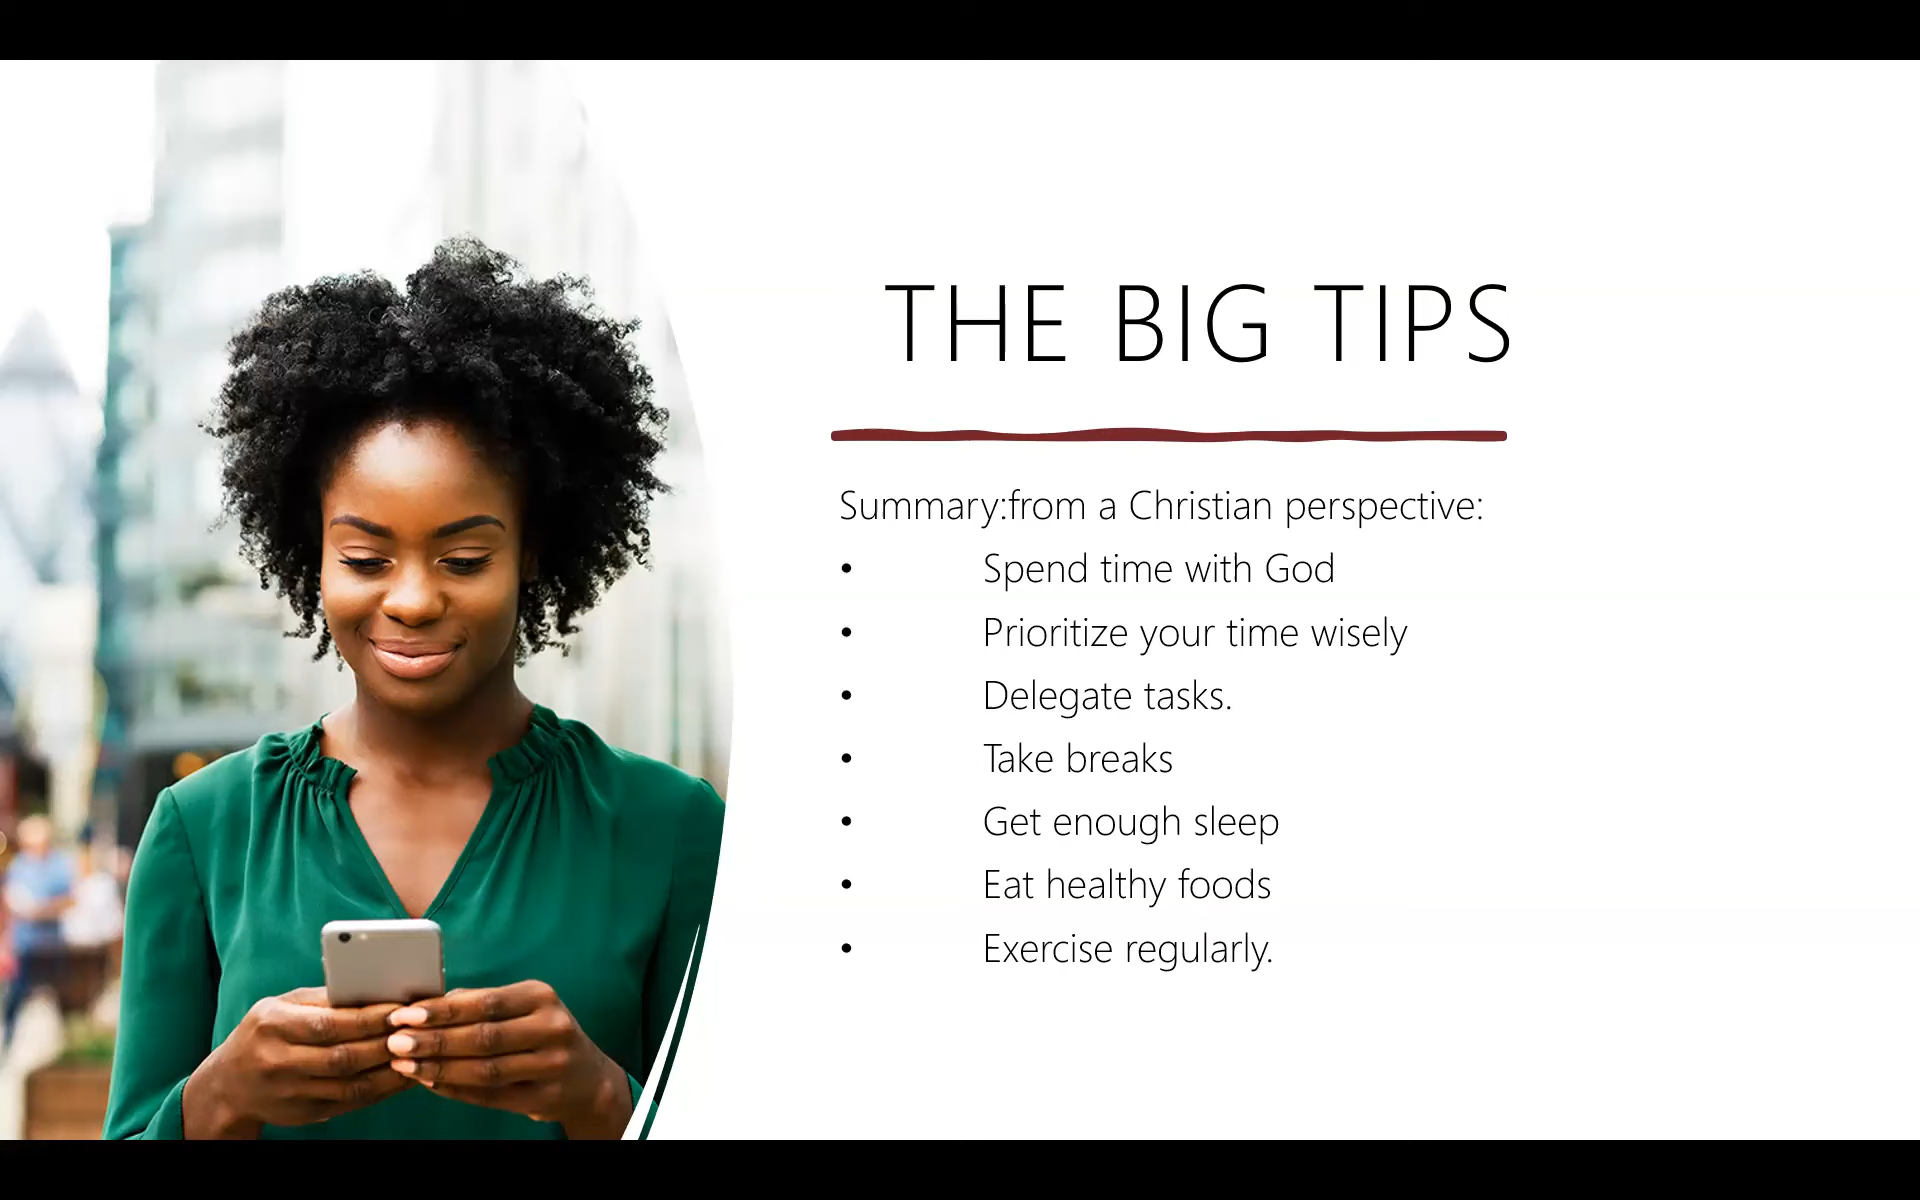 THE BIG TIPS
Summary:from a Christian perspective:
• Spend time with God
• Prioritize your time wisely
• Delegate tasks.
• Take breaks
• Get enough sleep
• Eat healthy foods
• Exercise regularly.